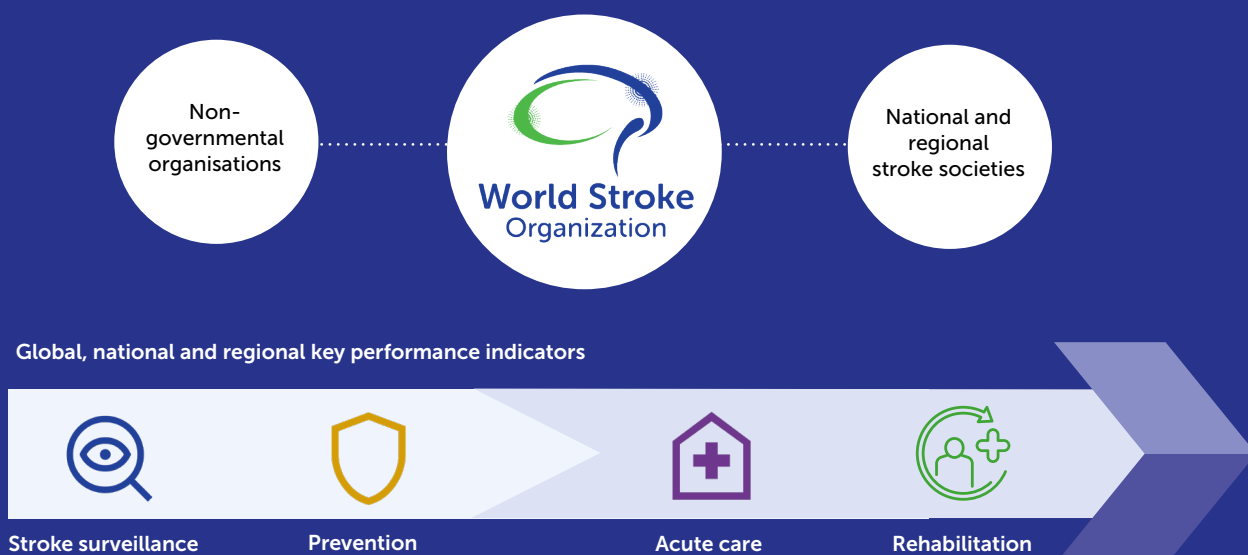 Non-
governmental
organisations
World Stroke
Organization
National and
regional
stroke societies
Global, national and regional key performance indicators
Stroke surveillance
Prevention
Acute care
Rehabilitation